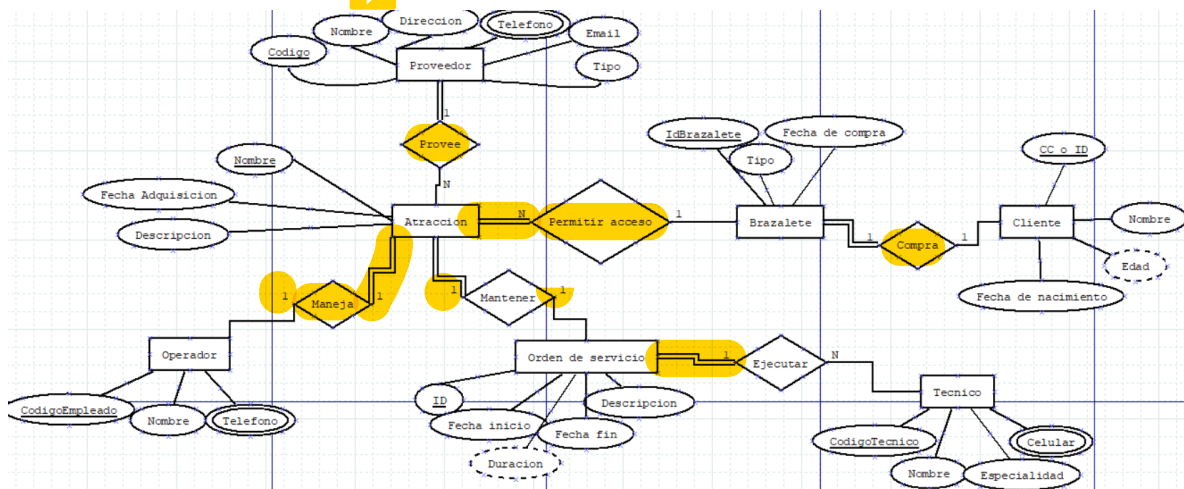 Direccion
Telefono
Nombre
Email
Codigo
Proveedor
Tipo
1
Provee
N
IdBrazalete
Fecha de compra
Tipo
CC o ID
Nombre
Fecha Adquisicion
Descripcion
Atraccion
N
Permitir acceso
1
Brazalete
1
Compra
1
Cliente
Nombre
Edad
Fecha de nacimiento
1
Maneja
1
1
Mantener
1
Operador
Orden de servicio
1
Ejecutar
N
Tecnico
CodigoEmpleado
Nombre
Telefono
ID
Fecha inicio
Fecha fin
Descripcion
Duracion
CodigoTecnico
Nombre
Especialidad
Celular